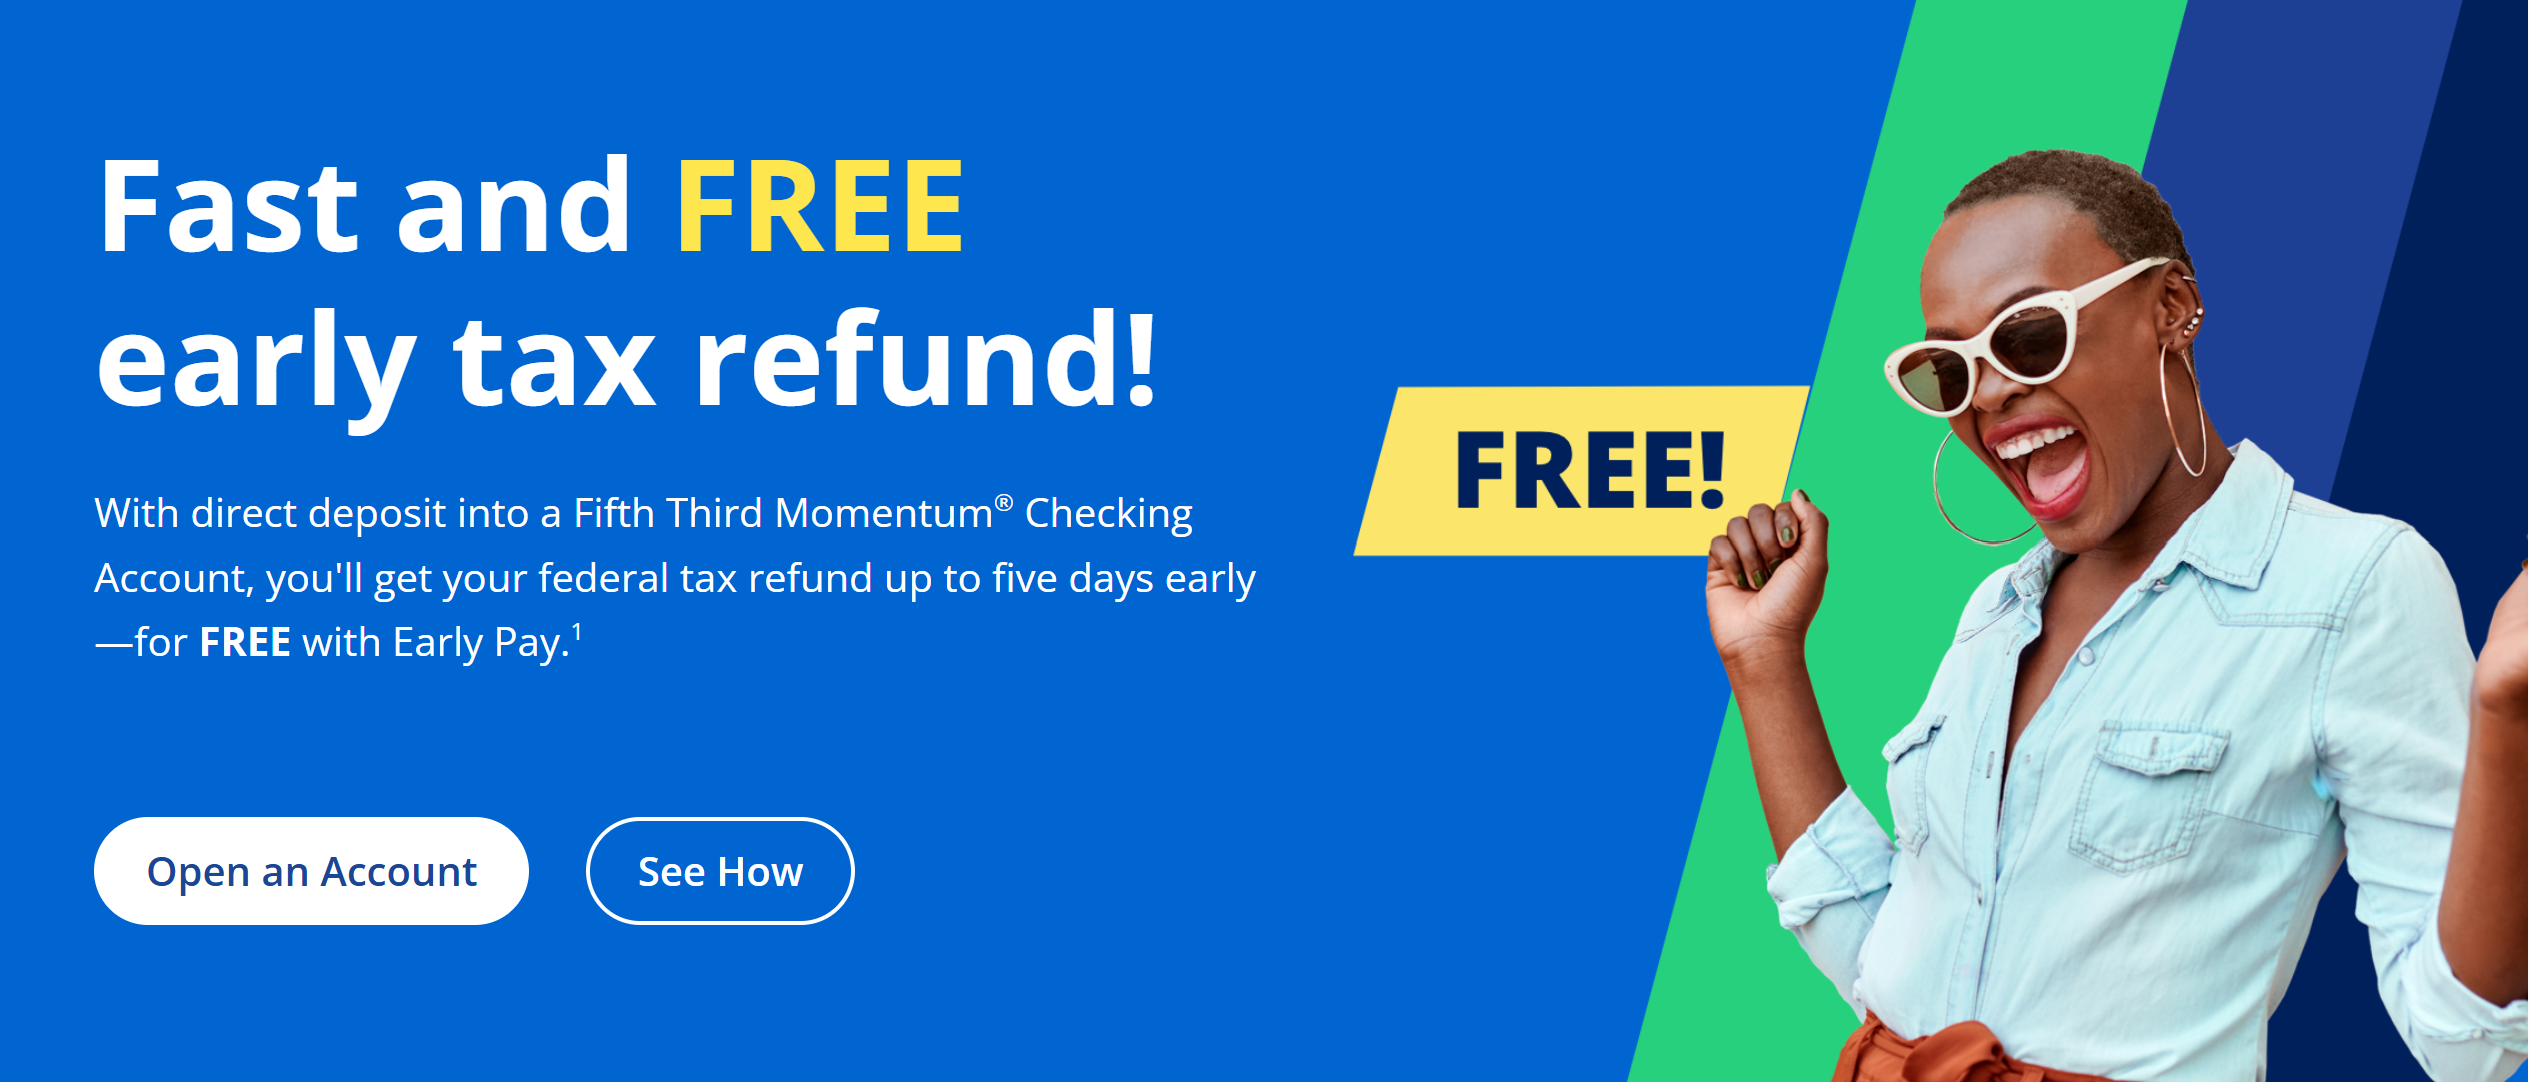 Fast and FREE
early tax refund!
With direct deposit into a Fifth Third Momentum® Checking
Account, you'll get your federal tax refund up to five days early
—for FREE with Early Pay.¹
Open an Account
See How
FREE!